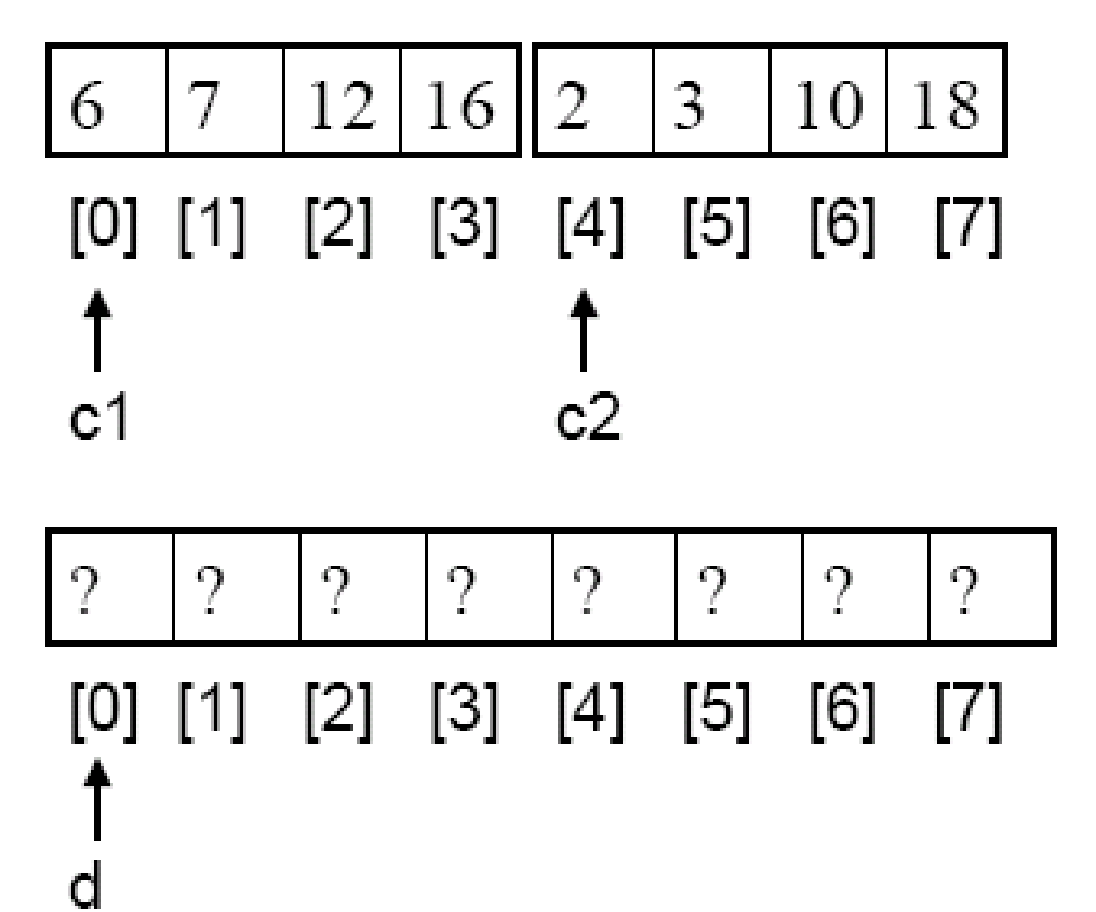 6 7 12 16 2 3 10 18
[0] [1] [2] [3] [4] [5] [6] [7]
c1 c2
? ? ? ? ? ? ? ?
[0] [1] [2] [3] [4] [5] [6] [7]
d